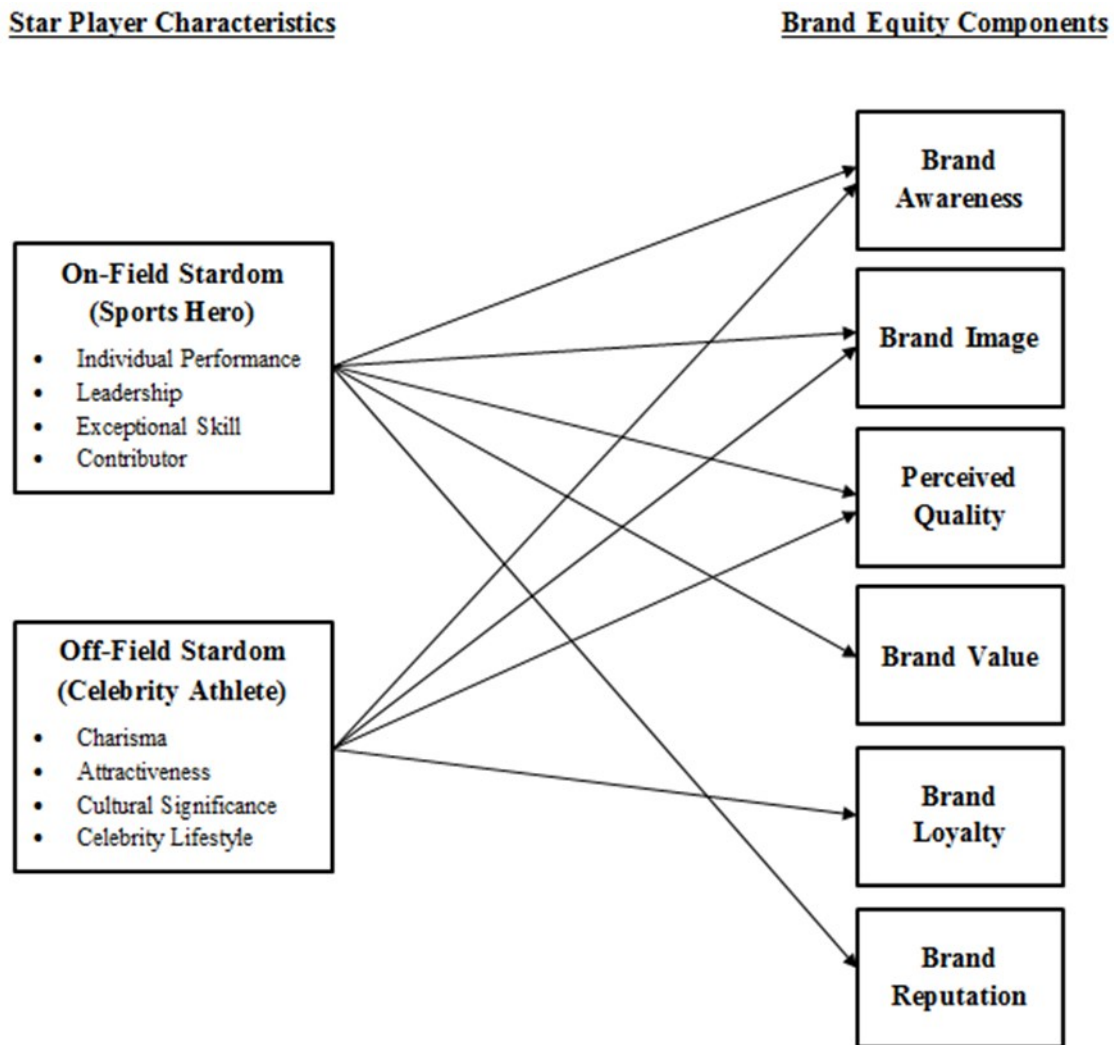 Star Player Characteristics
Brand Equity Components
On-Field Stardom
(Sports Hero)
• Individual Performance
• Leadership
• Exceptional Skill
• Contributor
Off-Field Stardom
(Celebrity Athlete)
• Charisma
• Attractiveness
• Cultural Significance
• Celebrity Lifestyle
Brand
Awareness
Brand Image
Perceived
Quality
Brand Value
Brand
Loyalty
Brand
Reputation